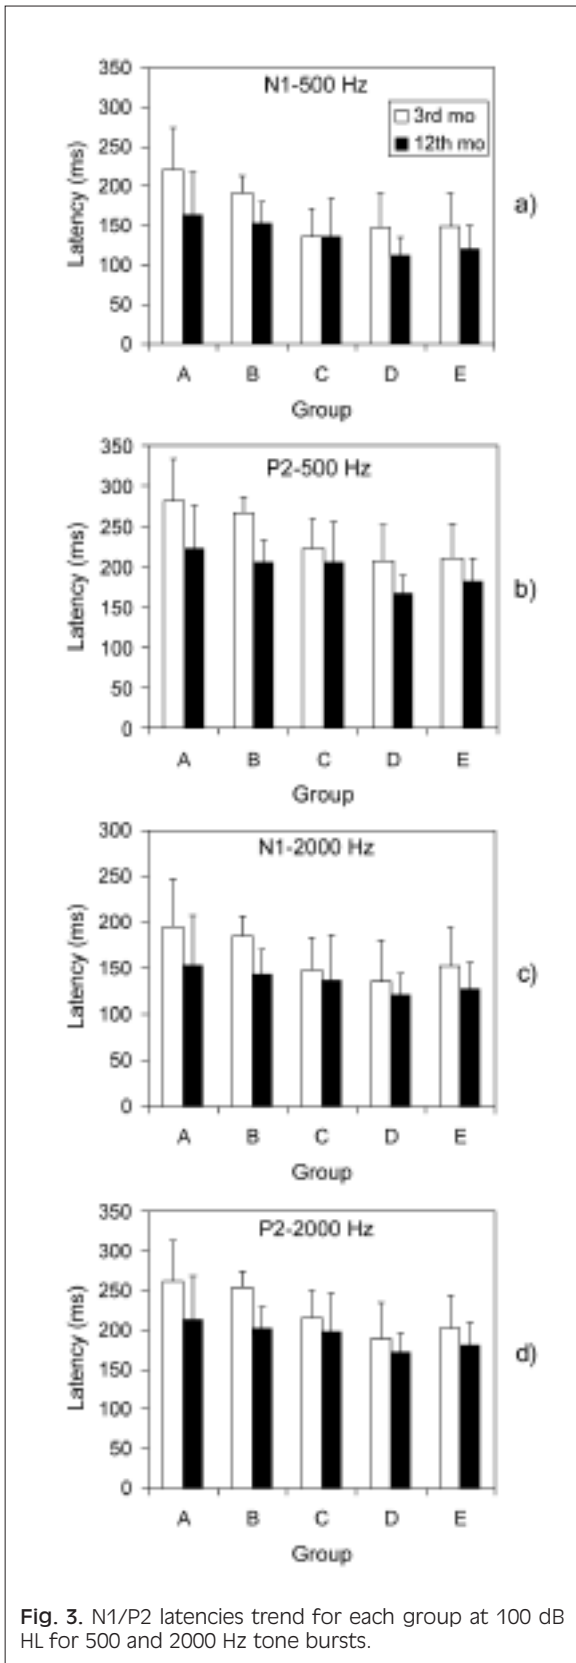 N1-500 Hz
3rd mo
12th mo
350
300
250
200
150
100
50
0
Latency (ms)
A B C D E
Group
a)
P2-500 Hz
350
300
250
200
150
100
50
0
Latency (ms)
A B C D E
Group
b)
N1-2000 Hz
300
250
200
150
100
50
0
Latency (ms)
A B C D E
Group
c)
P2-2000 Hz
350
300
250
200
150
100
50
0
Latency (ms)
A B C D E
Group
d)
Fig. 3. N1/P2 latencies trend for each group at 100 dB
HL for 500 and 2000 Hz tone bursts.